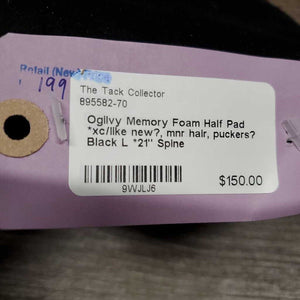 Retail (New)
199
The Tack Collector
895582-70
Ogilvy Memory Foam Half Pad
*xc/like new?, mnr hair, puckers?
Black L *21" Spine
$150.00
9VVJLJ6